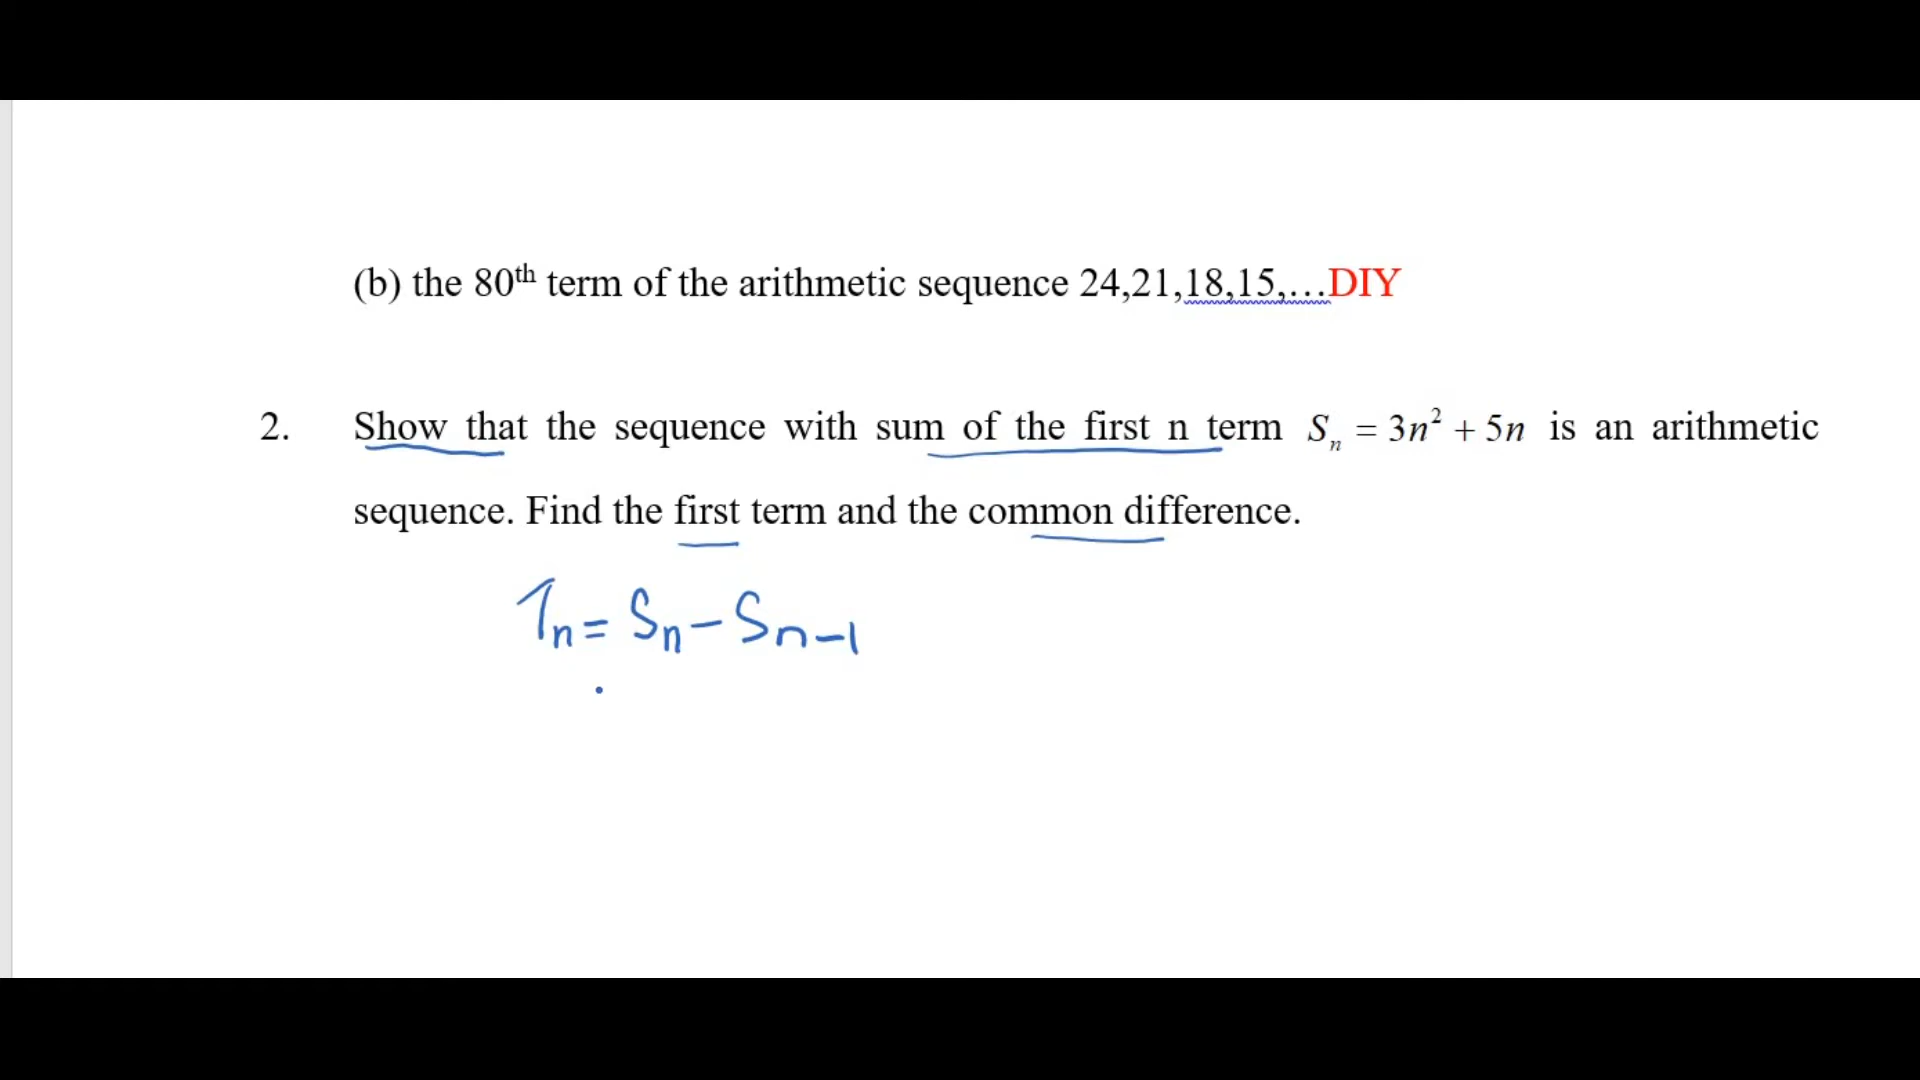 (b) the 80th term of the arithmetic sequence 24,21,18,15,…DIY
2. Show that the sequence with sum of the first n term Sₙ = 3n² + 5n is an arithmetic
sequence. Find the first term and the common difference.
Tₙ = Sₙ − Sₙ₋₁